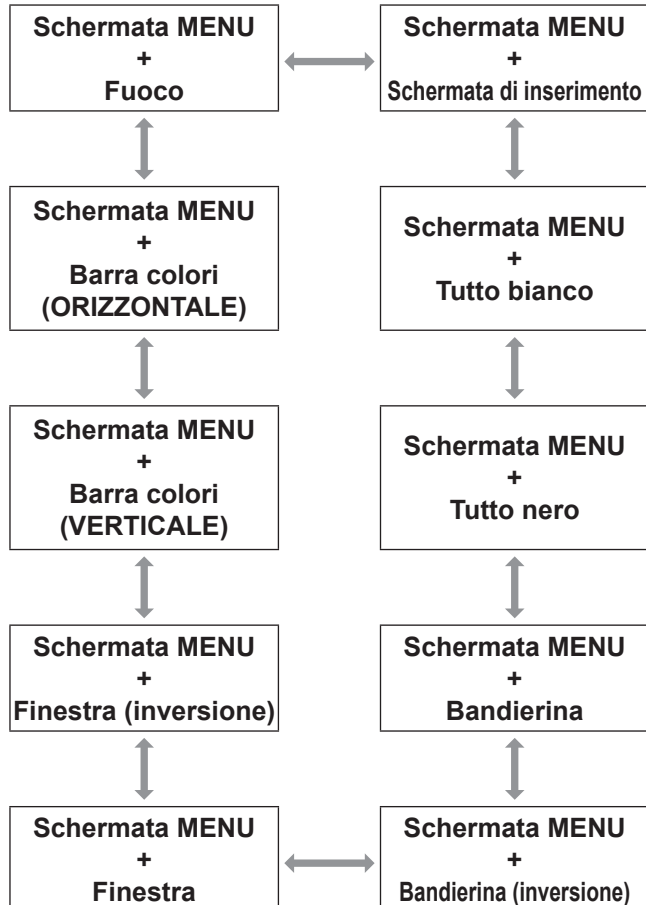 Schermata MENU
+
Fuoco
Schermata MENU
+
Schermata di inserimento
Schermata MENU
+
Barra colori
(ORIZZONTALE)
Schermata MENU
+
Tutto bianco
Schermata MENU
+
Barra colori
(VERTICALE)
Schermata MENU
+
Tutto nero
Schermata MENU
+
Finestra (inversione)
Schermata MENU
+
Bandierina
Schermata MENU
+
Finestra
Schermata MENU
+
Bandierina (inversione)